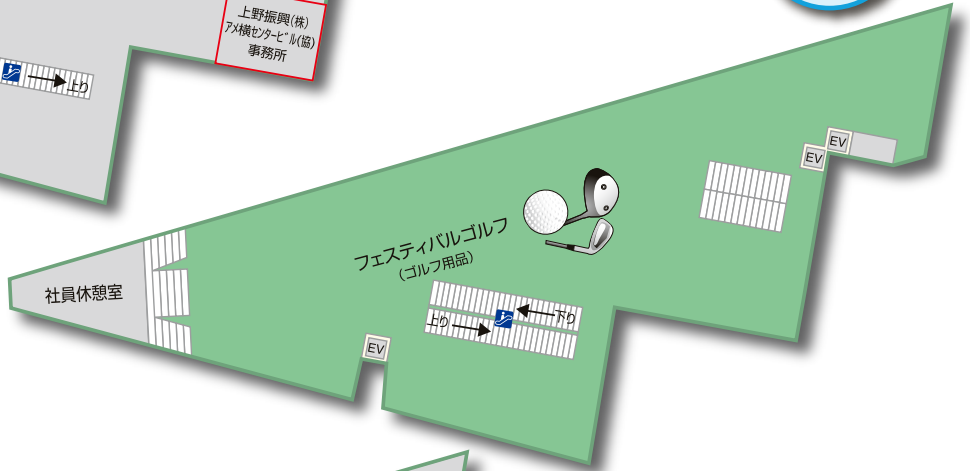 上野振興(株)
アメ横センタービル(協)
事務所
上り
EV
EV
フェスティバルゴルフ
(ゴルフ用品)
社員休憩室
下り
上り
EV